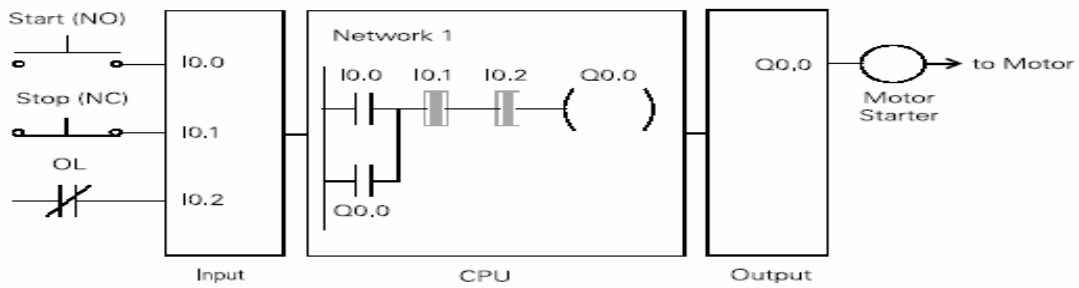 Start (NO)
I0.0
Stop (NC)
I0.1
OL
I0.2
Input
Network 1
I0.0 I0.1 I0.2 Q0.0
Q0.0
CPU
Q0.0
Output
Motor
Starter
to Motor